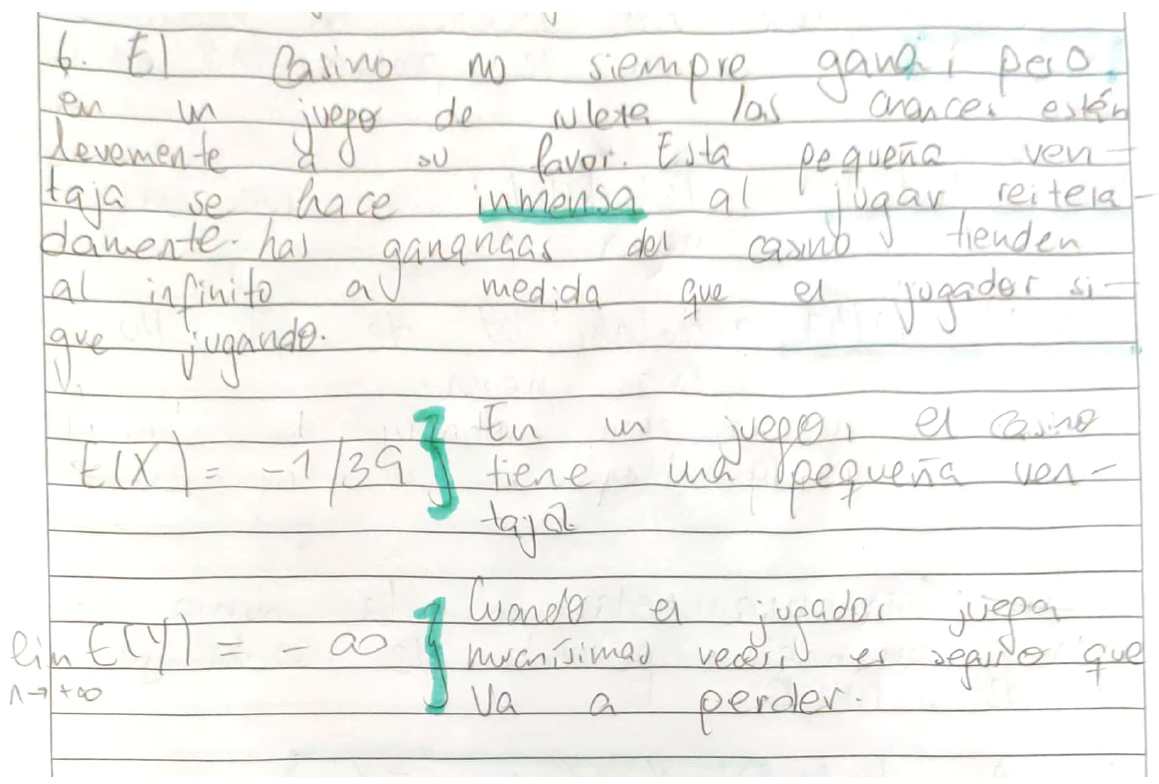 6. El Casino no siempre gana, pero
en un juego de ruleta las chances están
levemente a su favor. Esta pequeña ven-
taja se hace inmensa al jugar reitera-
damente. Las ganancias del casino tienden
al infinito a medida que el jugador si-
gue jugando.
E(X) = -1/39 } En un juego, el casino
tiene una pequeña ven-
taja
lim E(Y) = -∞ } Cuando el jugador juega
n→+∞ muchísimas veces, es seguro que
va a perder.